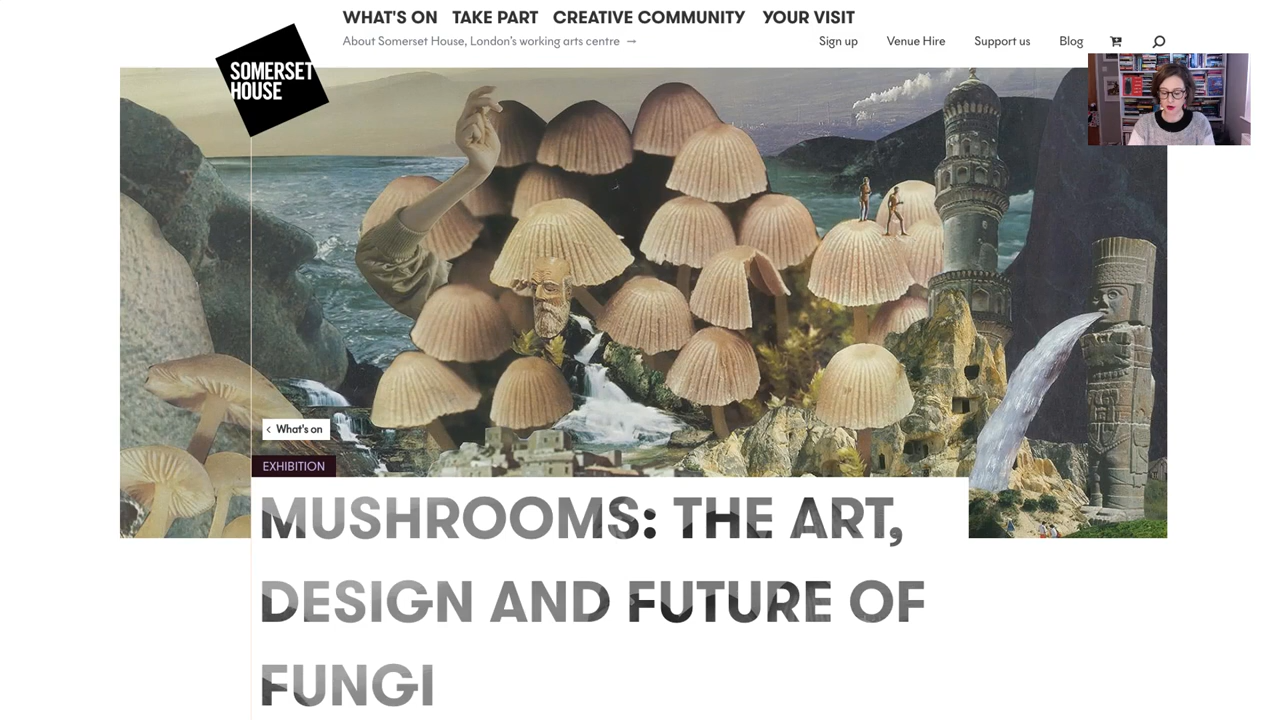 WHAT'S ON TAKE PART CREATIVE COMMUNITY YOUR VISIT
About Somerset House, London's working arts centre →
Sign up Venue Hire Support us Blog
SOMERSET
HOUSE
‹ What's on
EXHIBITION
MUSHROOMS: THE ART,
DESIGN AND FUTURE OF
FUNGI